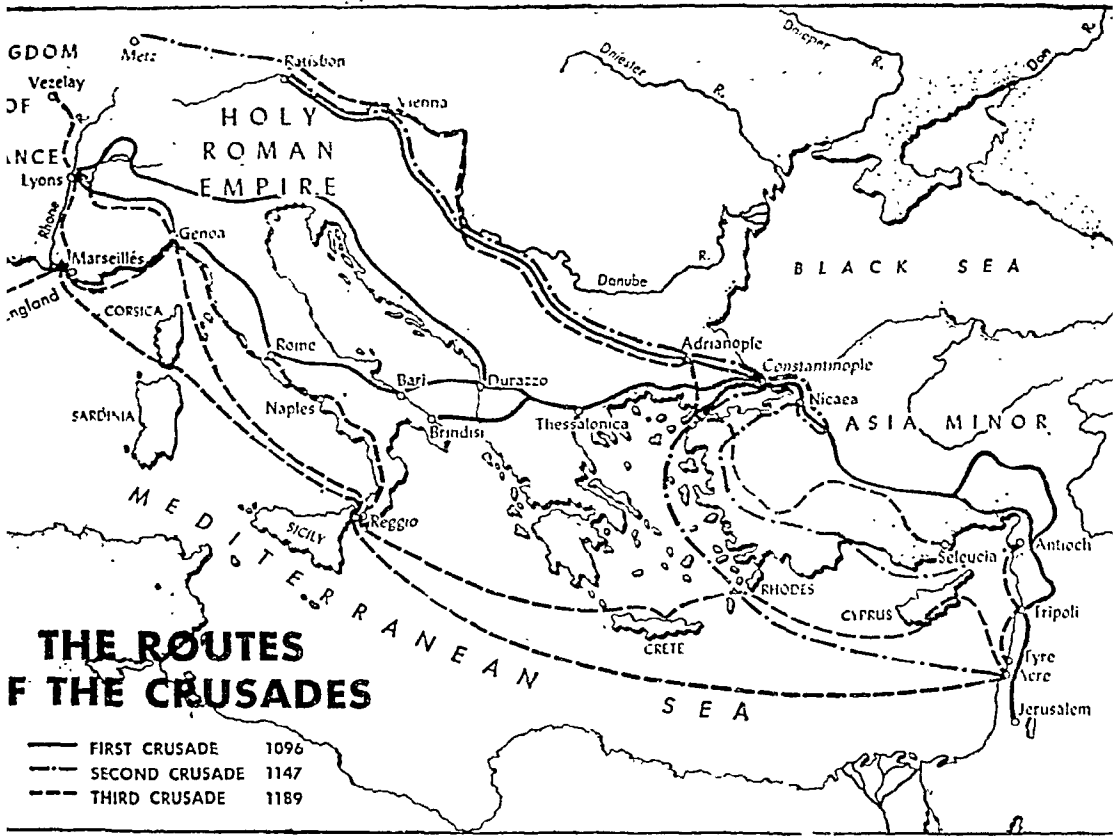 GDOM
Metz
Vezelay
OF
R.
ANCE
Lyons
Rhone
Ratisbon
Vienna
HOLY
ROMAN
EMPIRE
Dniester
R.
Dnieper
R.
Don
R.
Genoa
Marseillés
ngland
CORSICA
SARDINIA
Rome
Naples
Bari
Brindisi
Durazzo
Thessalonica
Danube
R.
BLACK SEA
Adrianople
Constantinople
Nicaea
ASIA MINOR
Reggio
SICILY
MEDITERRANEAN SEA
CRETE
RHODES
CYPRUS
Seleucia
Antioch
Tripoli
Tyre
Acre
Jerusalem
THE ROUTES
F THE CRUSADES
FIRST CRUSADE 1096
SECOND CRUSADE 1147
THIRD CRUSADE 1189